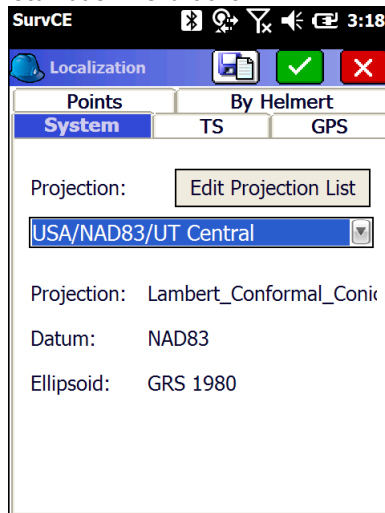 SurvCE 3:18
Localization
Points By Helmert
System TS GPS
Projection: Edit Projection List
USA/NAD83/UT Central
Projection: Lambert_Conformal_Conic
Datum: NAD83
Ellipsoid: GRS 1980